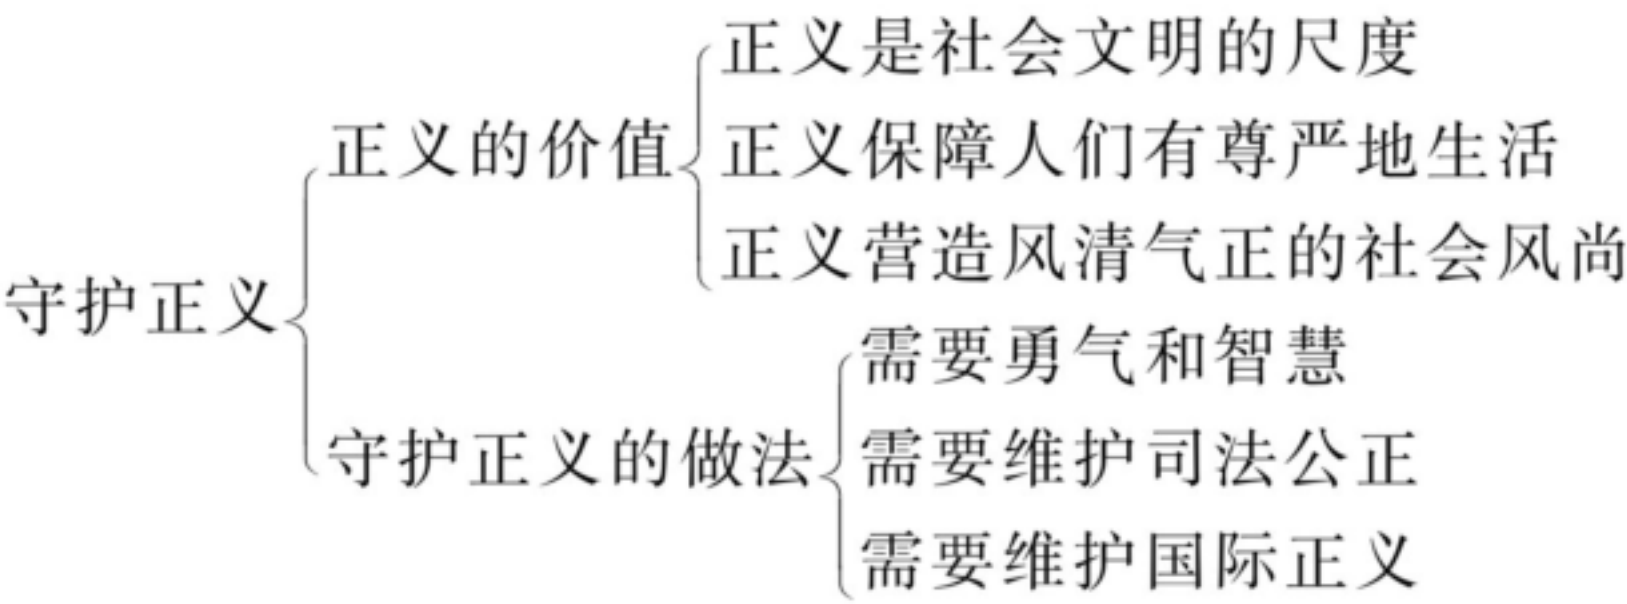 守护正义
正义的价值
正义是社会文明的尺度
正义保障人们有尊严地生活
正义营造风清气正的社会风尚
守护正义的做法
需要勇气和智慧
需要维护司法公正
需要维护国际正义